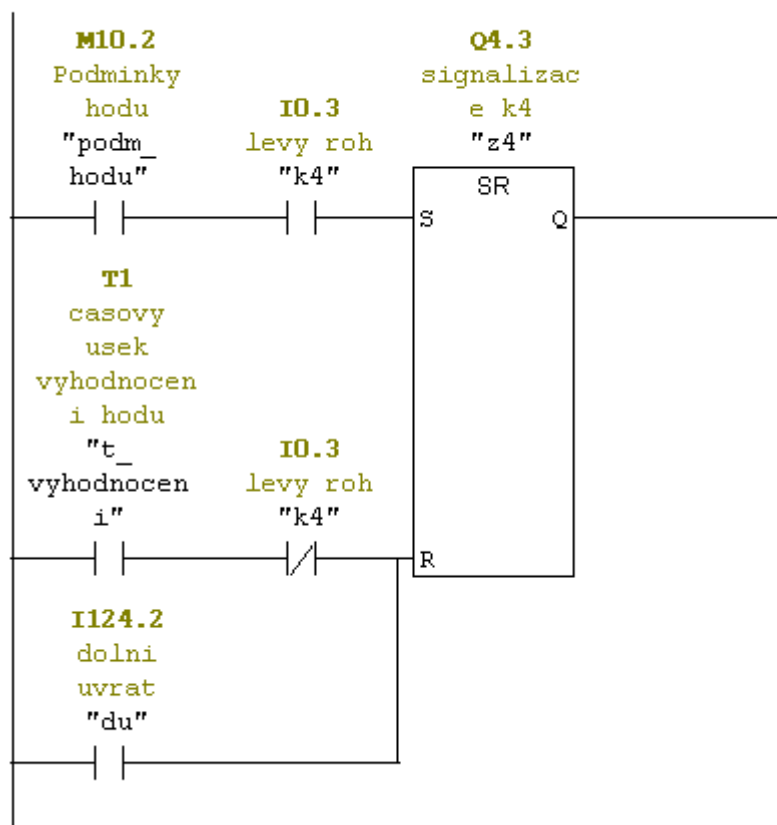 M10.2
Podminky
hodu
"podm_
hodu"
I0.3
levy roh
"k4"
Q4.3
signalizac
e k4
"z4"
SR
S
Q
T1
casovy
usek
vyhodnocen
i hodu
"t_
vyhodnocen
i"
I0.3
levy roh
"k4"
R
I124.2
dolni
uvrat
"du"